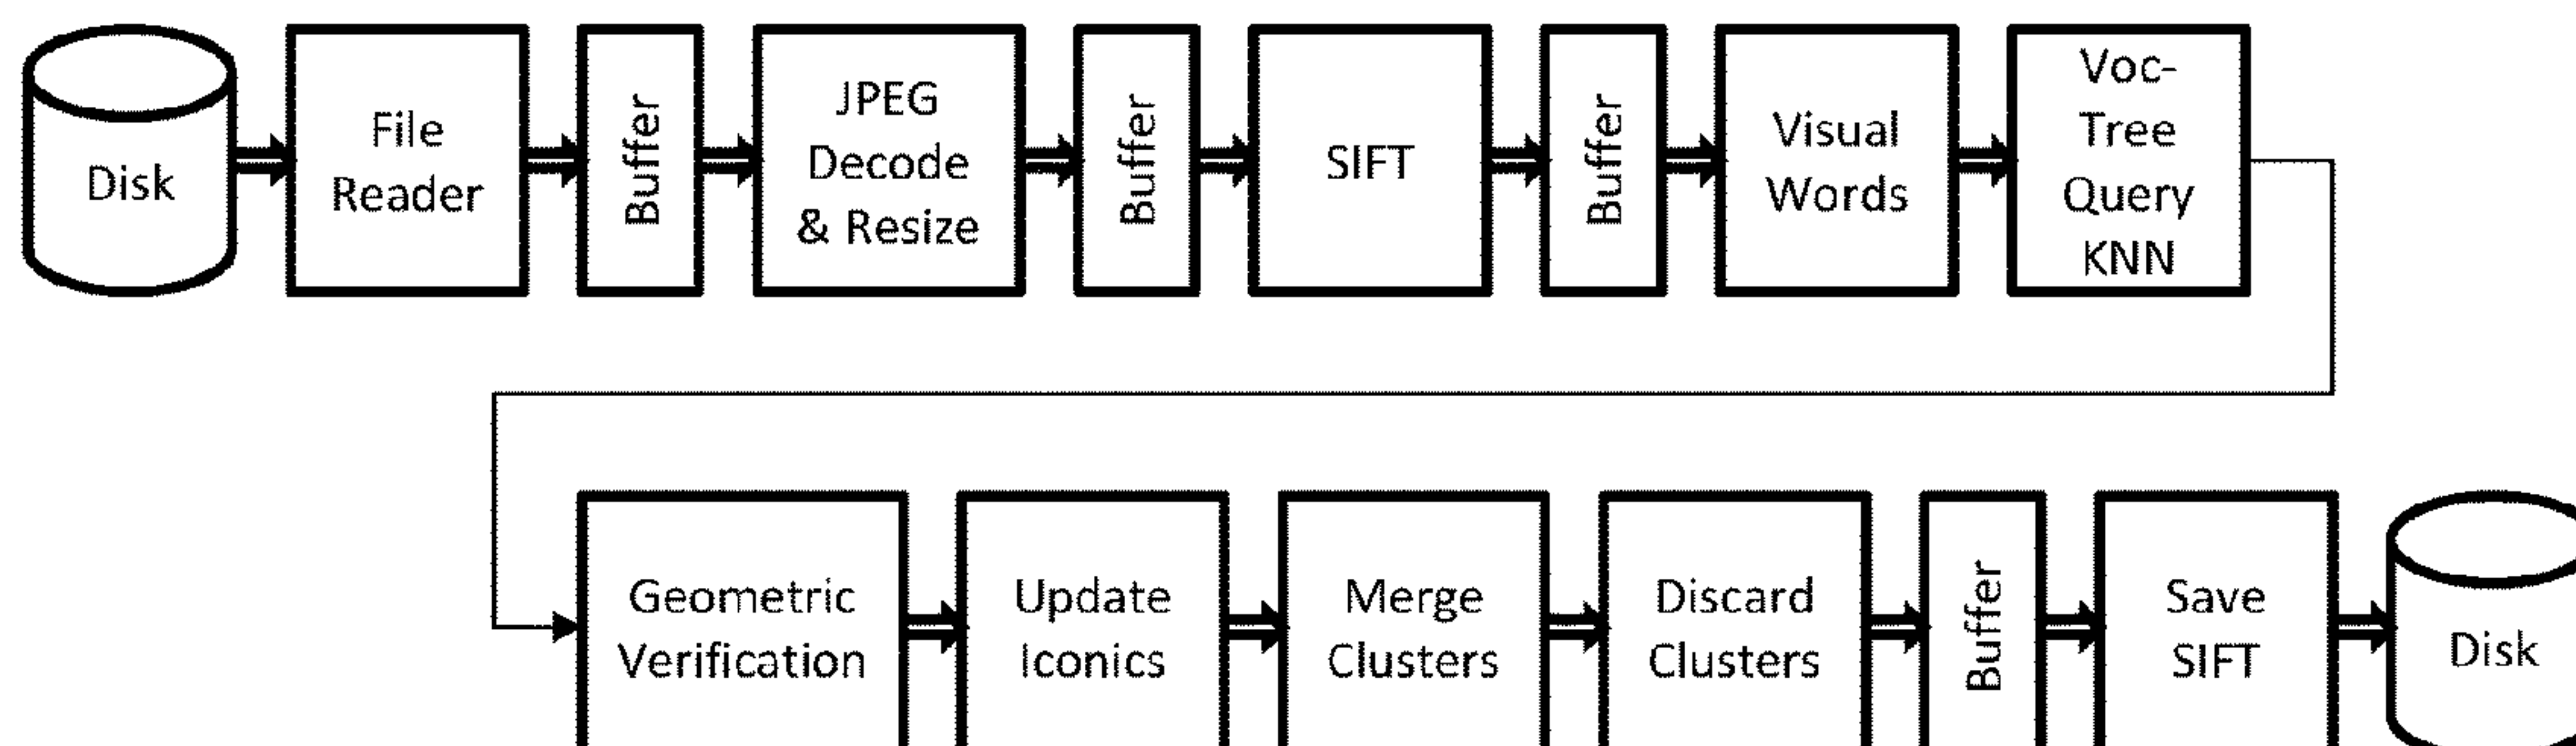 Disk
File
Reader
Buffer
JPEG
Decode
& Resize
Buffer
SIFT
Buffer
Visual
Words
Voc-
Tree
Query
KNN
Geometric
Verification
Update
Iconics
Merge
Clusters
Discard
Clusters
Buffer
Save
SIFT
Disk